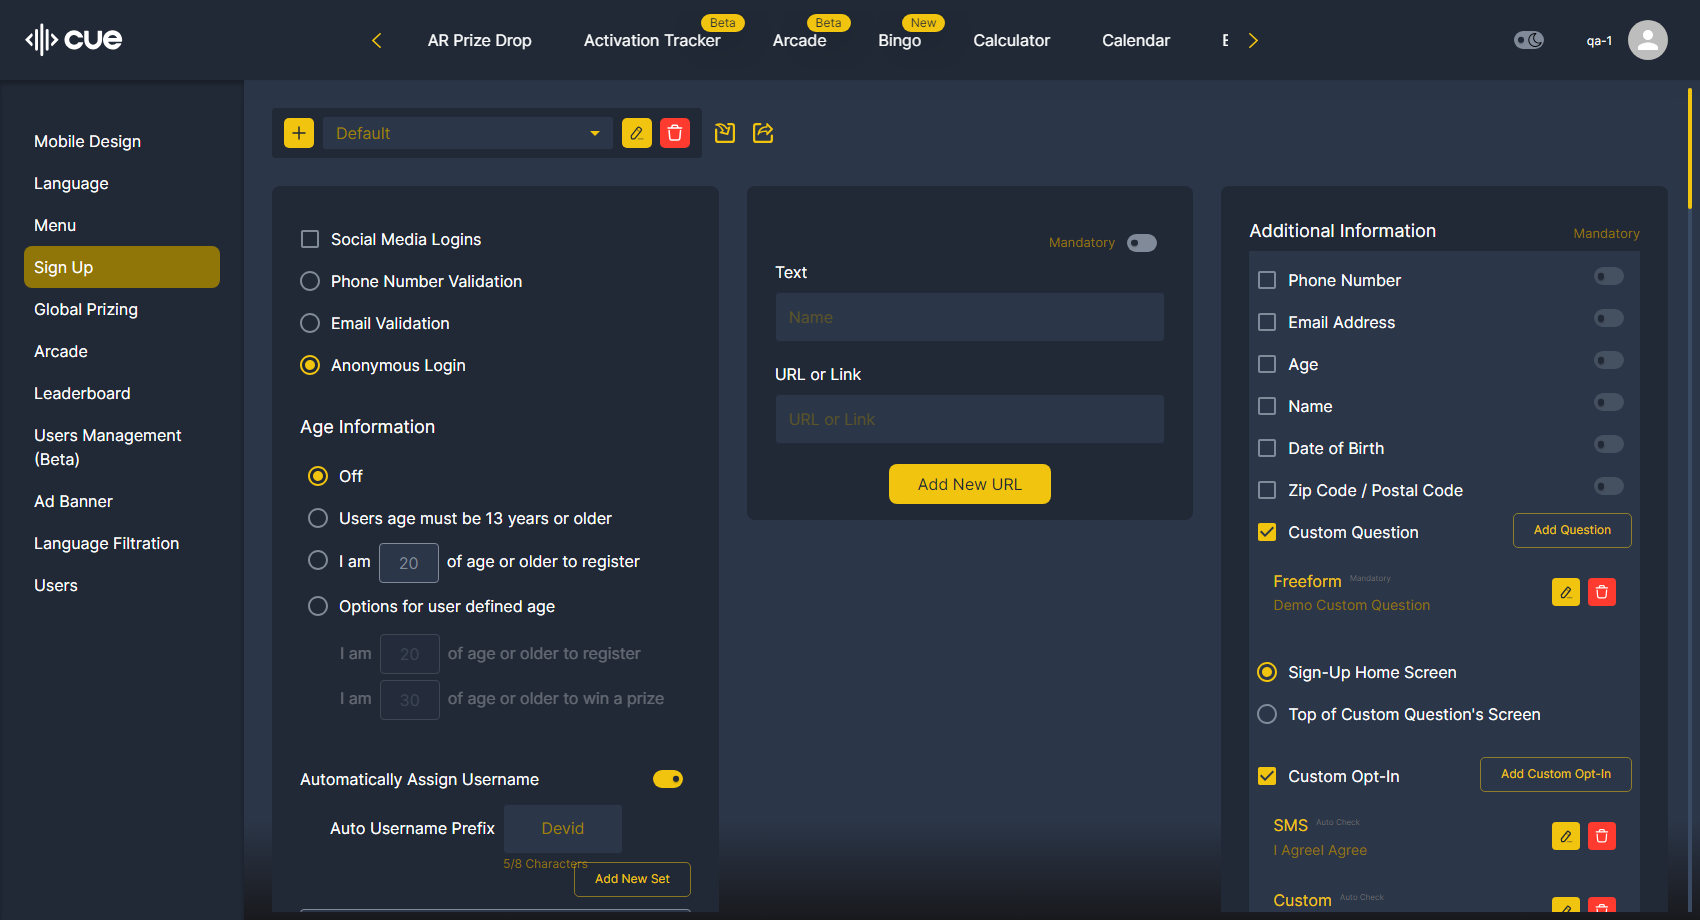 cue
AR Prize Drop
Activation Tracker
Beta
Arcade
Beta
Bingo
New
Calculator
Calendar
qa-1
Mobile Design
Language
Menu
Sign Up
Global Prizing
Arcade
Leaderboard
Users Management
(Beta)
Ad Banner
Language Filtration
Users
Default
Social Media Logins
Phone Number Validation
Email Validation
Anonymous Login
Age Information
Off
Users age must be 13 years or older
I am 20 of age or older to register
Options for user defined age
I am 20 of age or older to register
I am 30 of age or older to win a prize
Automatically Assign Username
Auto Username Prefix Devid
5/8 Characters
Add New Set
Mandatory
Text
Name
URL or Link
URL or Link
Add New URL
Additional Information Mandatory
Phone Number
Email Address
Age
Name
Date of Birth
Zip Code / Postal Code
Custom Question Add Question
Freeform Mandatory
Demo Custom Question
Sign-Up Home Screen
Top of Custom Question's Screen
Custom Opt-In Add Custom Opt-In
SMS Auto Check
I AgreeI Agree
Custom Auto Check